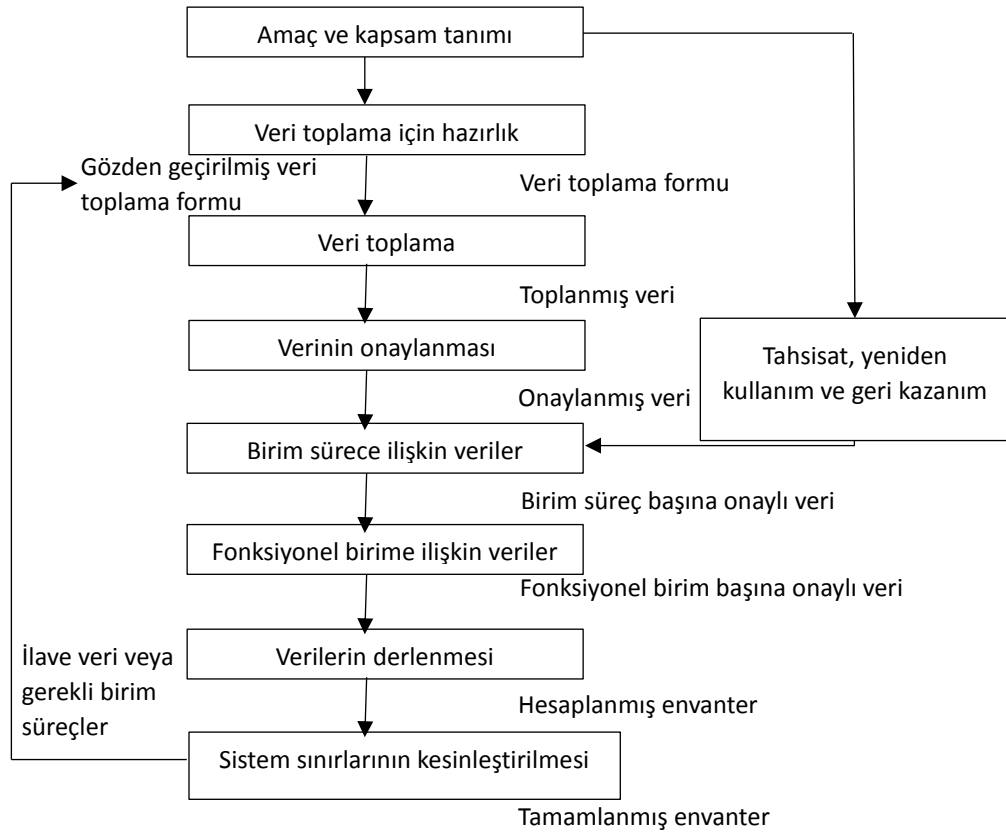 Amaç ve kapsam tanımı
Veri toplama için hazırlık
Gözden geçirilmiş veri
toplama formu
Veri toplama formu
Veri toplama
Toplanmış veri
Verinin onaylanması
Tahsisat, yeniden
kullanım ve geri kazanım
Onaylanmış veri
Birim sürece ilişkin veriler
Birim süreç başına onaylı veri
Fonksiyonel birime ilişkin veriler
Fonksiyonel birim başına onaylı veri
Verilerin derlenmesi
İlave veri veya
gerekli birim
süreçler
Hesaplanmış envanter
Sistem sınırlarının kesinleştirilmesi
Tamamlanmış envanter